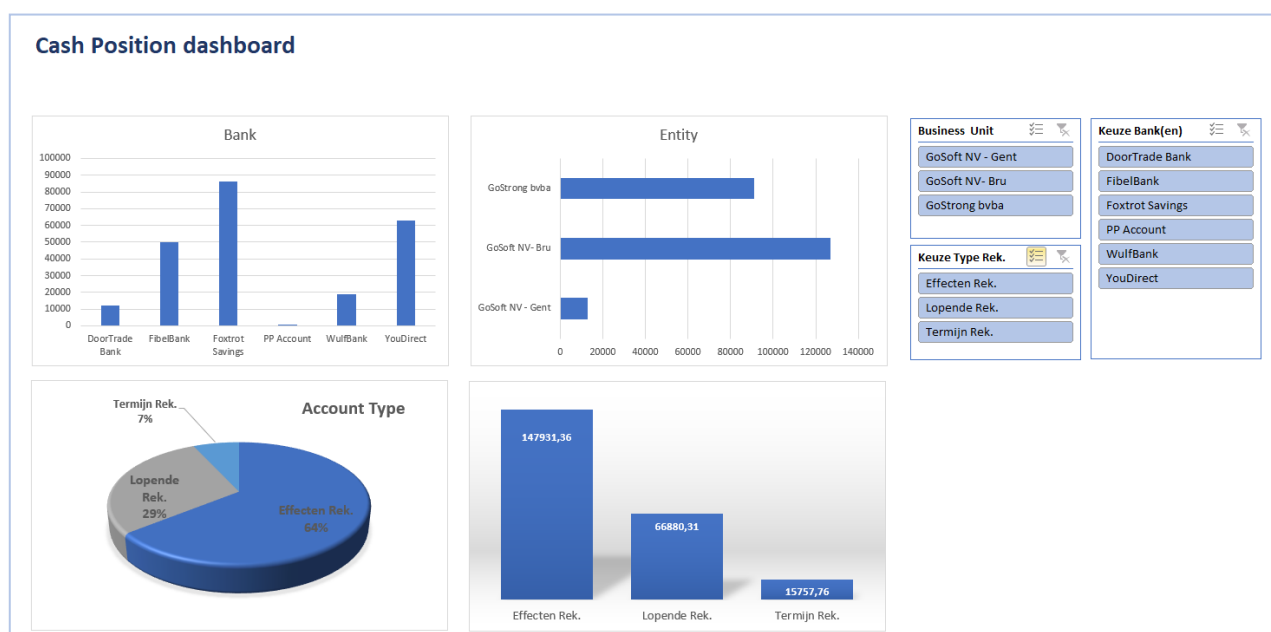 Cash Position dashboard
Bank
100000
90000
80000
70000
60000
50000
40000
30000
20000
10000
0
DoorTrade
Bank
FibelBank
Foxtrot
Savings
PP Account
WulfBank
YouDirect
Entity
GoStrong bvba
GoSoft NV- Bru
GoSoft NV - Gent
0 20000 40000 60000 80000 100000 120000 140000
Business Unit
GoSoft NV - Gent
GoSoft NV- Bru
GoStrong bvba
Keuze Type Rek.
Effecten Rek.
Lopende Rek.
Termijn Rek.
Keuze Bank(en)
DoorTrade Bank
FibelBank
Foxtrot Savings
PP Account
WulfBank
YouDirect
Account Type
Termijn Rek.
7%
Lopende
Rek.
29%
Effecten Rek.
64%
147931,36
66880,31
15757,76
Effecten Rek. Lopende Rek. Termijn Rek.